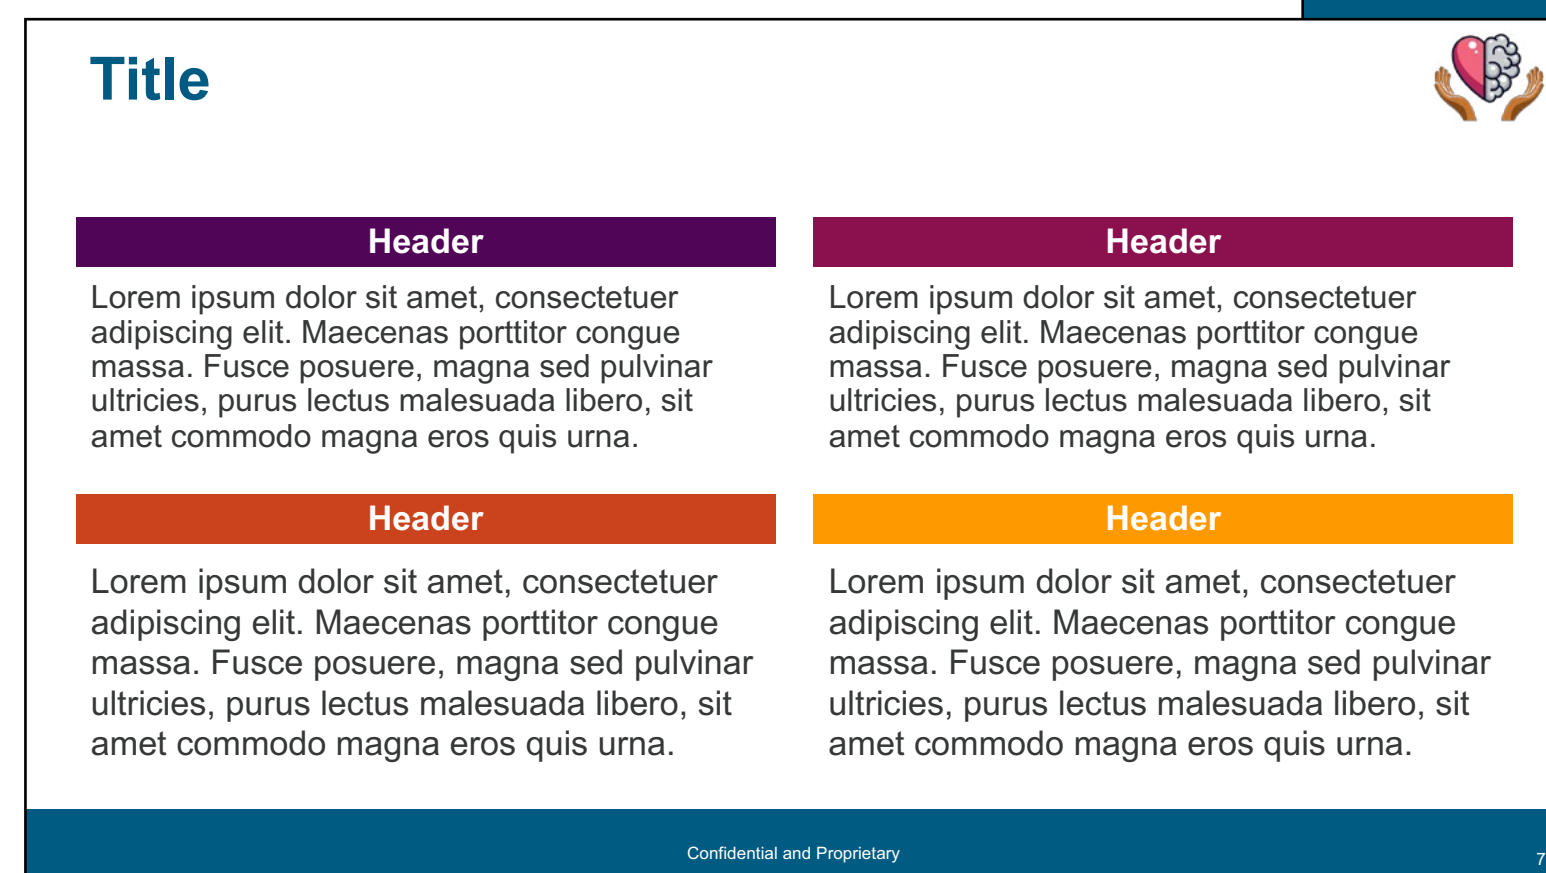 Title
Header
Lorem ipsum dolor sit amet, consectetuer
adipiscing elit. Maecenas porttitor congue
massa. Fusce posuere, magna sed pulvinar
ultricies, purus lectus malesuada libero, sit
amet commodo magna eros quis urna.
Header
Lorem ipsum dolor sit amet, consectetuer
adipiscing elit. Maecenas porttitor congue
massa. Fusce posuere, magna sed pulvinar
ultricies, purus lectus malesuada libero, sit
amet commodo magna eros quis urna.
Header
Lorem ipsum dolor sit amet, consectetuer
adipiscing elit. Maecenas porttitor congue
massa. Fusce posuere, magna sed pulvinar
ultricies, purus lectus malesuada libero, sit
amet commodo magna eros quis urna.
Header
Lorem ipsum dolor sit amet, consectetuer
adipiscing elit. Maecenas porttitor congue
massa. Fusce posuere, magna sed pulvinar
ultricies, purus lectus malesuada libero, sit
amet commodo magna eros quis urna.
Confidential and Proprietary
7